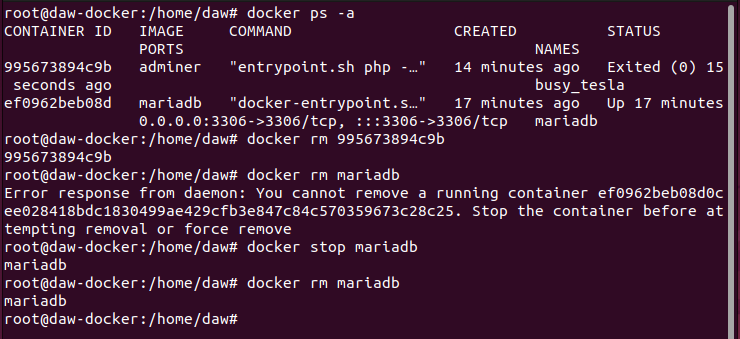 root@daw-docker:/home/daw# docker ps -a
CONTAINER ID   IMAGE     COMMAND                  CREATED          STATUS
               PORTS                                       NAMES
995673894c9b   adminer   "entrypoint.sh php -…"   14 minutes ago   Exited (0) 15
 seconds ago                                               busy_tesla
ef0962beb08d   mariadb   "docker-entrypoint.s…"   17 minutes ago   Up 17 minutes
               0.0.0.0:3306->3306/tcp, :::3306->3306/tcp   mariadb
root@daw-docker:/home/daw# docker rm 995673894c9b
995673894c9b
root@daw-docker:/home/daw# docker rm mariadb
Error response from daemon: You cannot remove a running container ef0962beb08d0c
ee028418bdc1830499ae429cfb3e847c84c570359673c28c25. Stop the container before at
tempting removal or force remove
root@daw-docker:/home/daw# docker stop mariadb
mariadb
root@daw-docker:/home/daw# docker rm mariadb
mariadb
root@daw-docker:/home/daw#